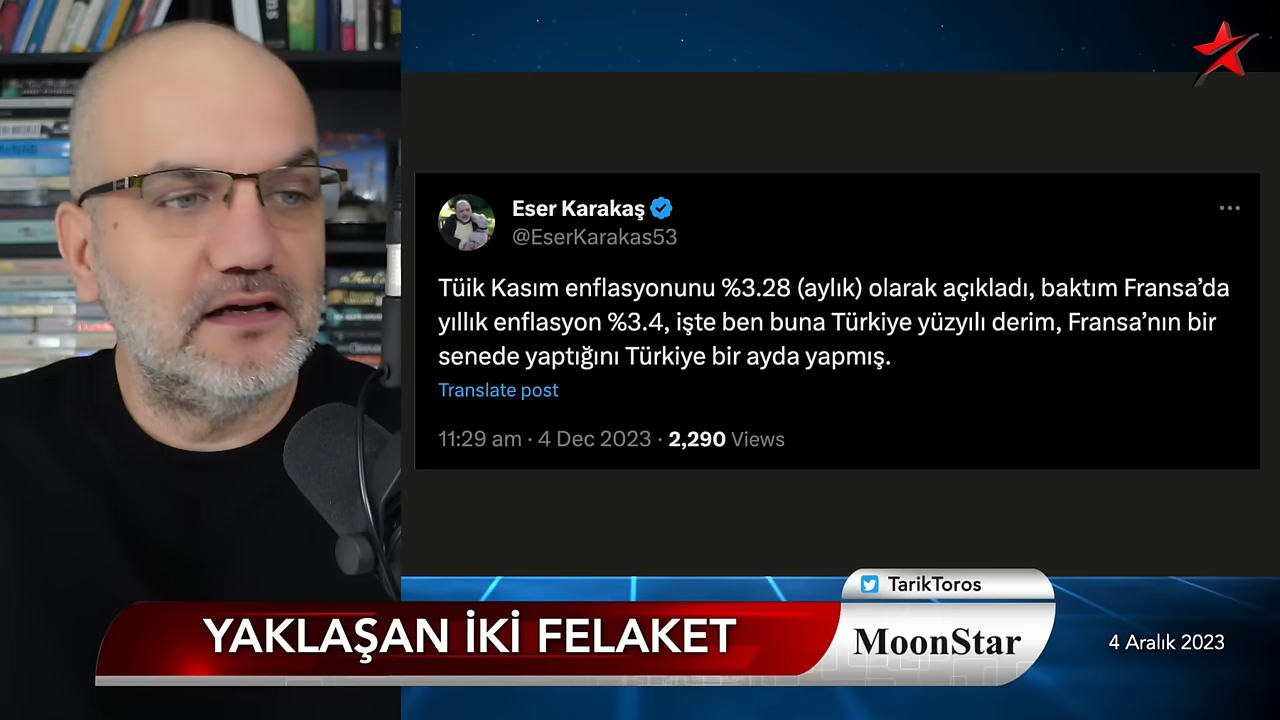 Eser Karakaş
@EserKarakas53
Tüik Kasım enflasyonunu %3.28 (aylık) olarak açıkladı, baktım Fransa’da
yıllık enflasyon %3.4, işte ben buna Türkiye yüzyılı derim, Fransa’nın bir
senede yaptığını Türkiye bir ayda yapmış.
Translate post
11:29 am · 4 Dec 2023 · 2,290 Views
TarikToros
YAKLAŞAN İKİ FELAKET
MoonStar
4 Aralık 2023